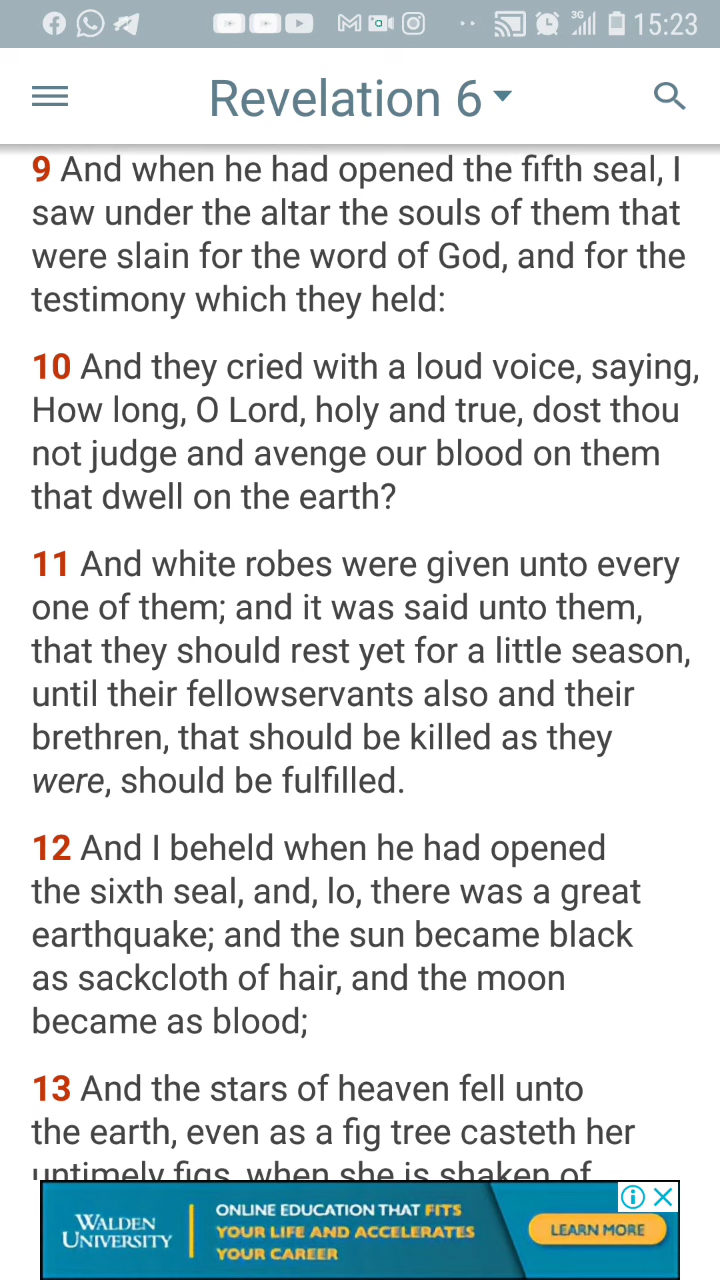 3G 15:23
Revelation 6
9 And when he had opened the fifth seal, I
saw under the altar the souls of them that
were slain for the word of God, and for the
testimony which they held:
10 And they cried with a loud voice, saying,
How long, O Lord, holy and true, dost thou
not judge and avenge our blood on them
that dwell on the earth?
11 And white robes were given unto every
one of them; and it was said unto them,
that they should rest yet for a little season,
until their fellowservants also and their
brethren, that should be killed as they
were, should be fulfilled.
12 And I beheld when he had opened
the sixth seal, and, lo, there was a great
earthquake; and the sun became black
as sackcloth of hair, and the moon
became as blood;
13 And the stars of heaven fell unto
the earth, even as a fig tree casteth her
untimely figs, when she is shaken of
WALDEN
UNIVERSITY
ONLINE EDUCATION THAT FITS
YOUR LIFE AND ACCELERATES
YOUR CAREER
LEARN MORE